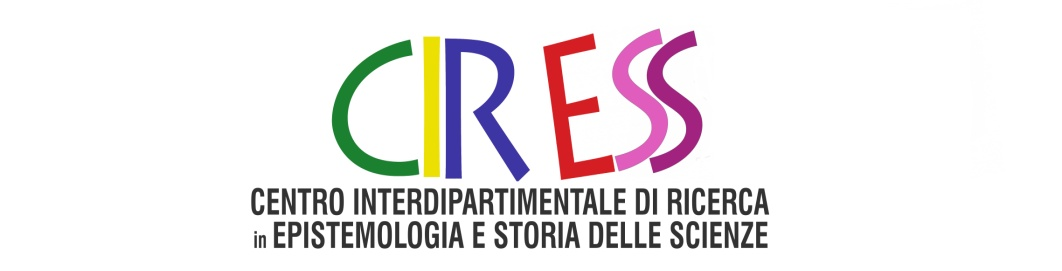 CIRESS
CENTRO INTERDIPARTIMENTALE DI RICERCA
in EPISTEMOLOGIA E STORIA DELLE SCIENZE